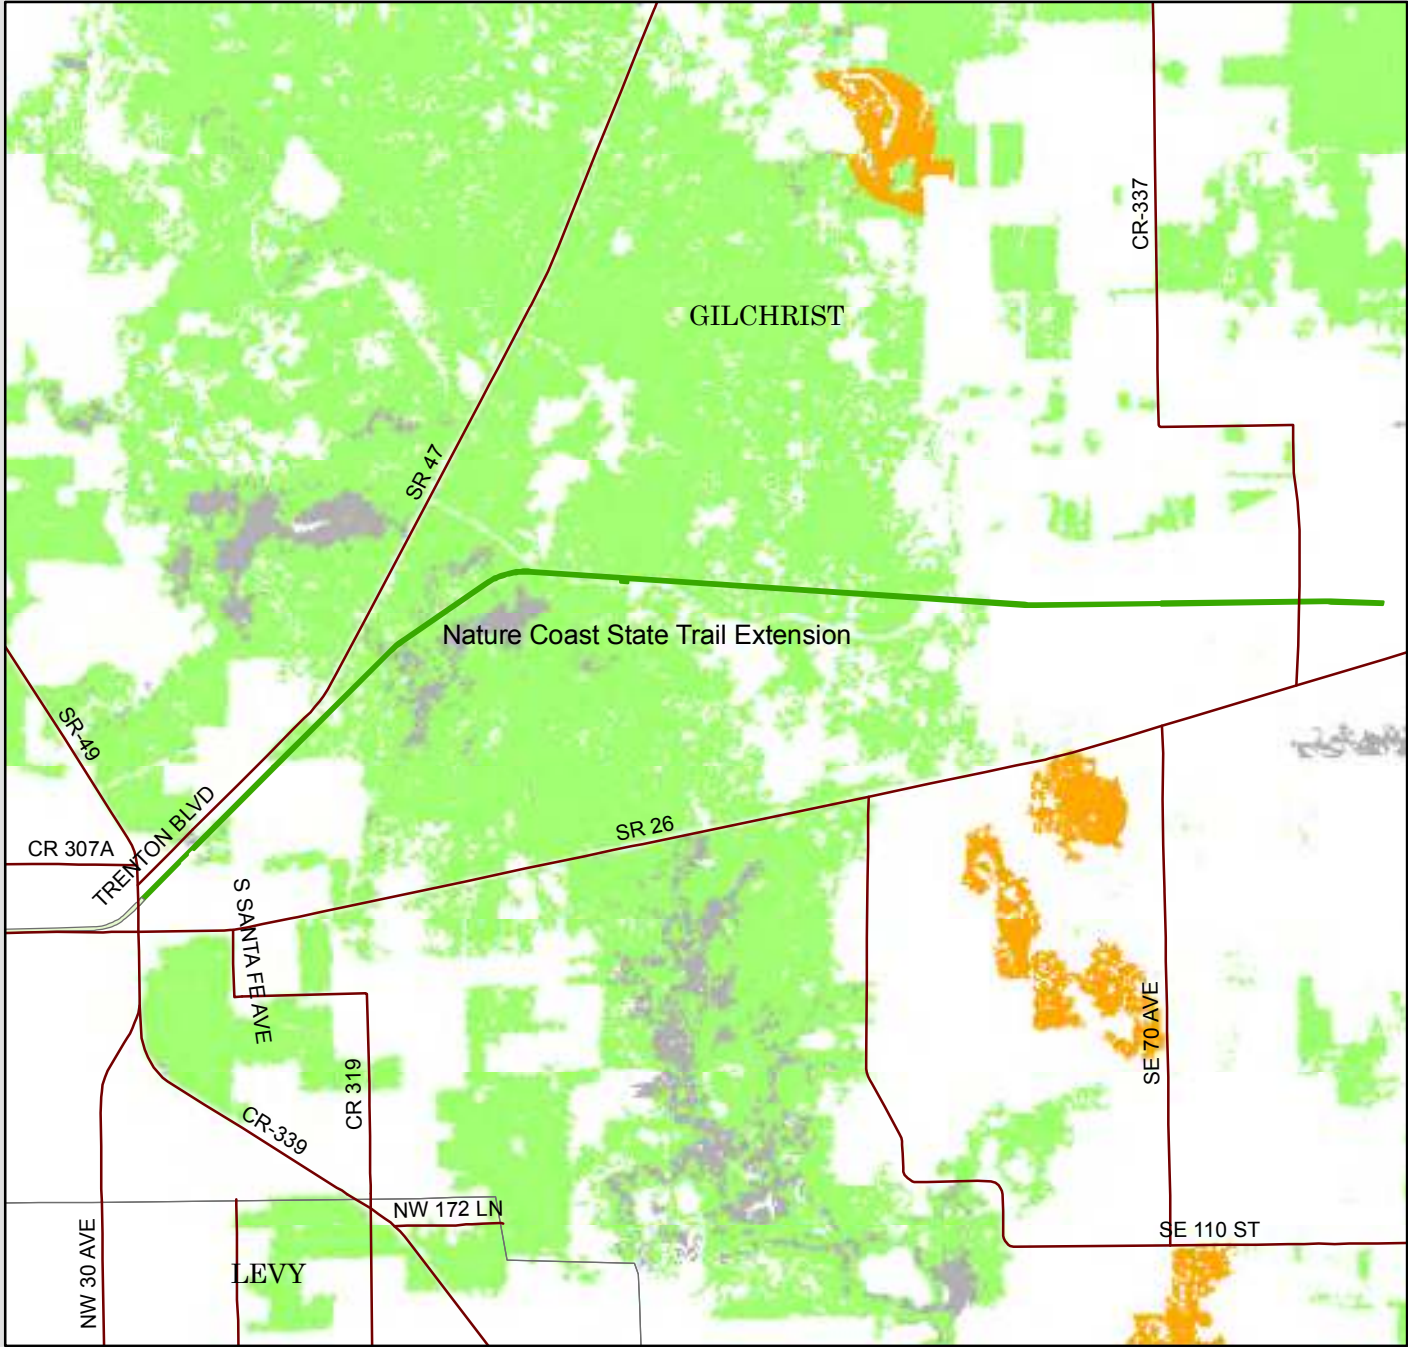 CR-337
GILCHRIST
SR 47
Nature Coast State Trail Extension
SR-49
TRENTON BLVD
SR 26
CR 307A
S SANTA FE AVE
SE 70 AVE
CR 319
CR-339
NW 172 LN
SE 110 ST
NW 30 AVE
LEVY